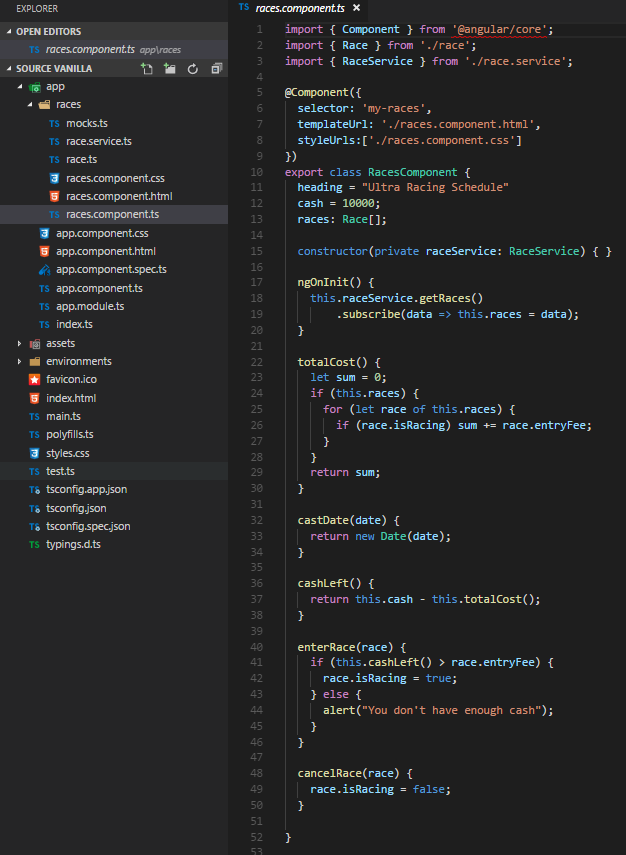 EXPLORER
OPEN EDITORS
TS races.component.ts app\races
SOURCE VANILLA
app
races
TS mocks.ts
TS race.service.ts
TS race.ts
races.component.css
races.component.html
TS races.component.ts
app.component.css
app.component.html
app.component.spec.ts
TS app.component.ts
TS app.module.ts
TS index.ts
assets
environments
favicon.ico
index.html
TS main.ts
TS polyfills.ts
styles.css
TS test.ts
TS tsconfig.app.json
TS tsconfig.json
TS tsconfig.spec.json
TS typings.d.ts
TS races.component.ts ×
1 import { Component } from '@angular/core';
2 import { Race } from './race';
3 import { RaceService } from './race.service';
4
5 @Component({
6 selector: 'my-races',
7 templateUrl: './races.component.html',
8 styleUrls:['./races.component.css']
9 })
10 export class RacesComponent {
11 heading = "Ultra Racing Schedule"
12 cash = 10000;
13 races: Race[];
14
15 constructor(private raceService: RaceService) { }
16
17 ngOnInit() {
18 this.raceService.getRaces()
19 .subscribe(data => this.races = data);
20 }
21
22 totalCost() {
23 let sum = 0;
24 if (this.races) {
25 for (let race of this.races) {
26 if (race.isRacing) sum += race.entryFee;
27 }
28 }
29 return sum;
30 }
31
32 castDate(date) {
33 return new Date(date);
34 }
35
36 cashLeft() {
37 return this.cash - this.totalCost();
38 }
39
40 enterRace(race) {
41 if (this.cashLeft() > race.entryFee) {
42 race.isRacing = true;
43 } else {
44 alert("You don't have enough cash");
45 }
46 }
47
48 cancelRace(race) {
49 race.isRacing = false;
50 }
51
52 }
53